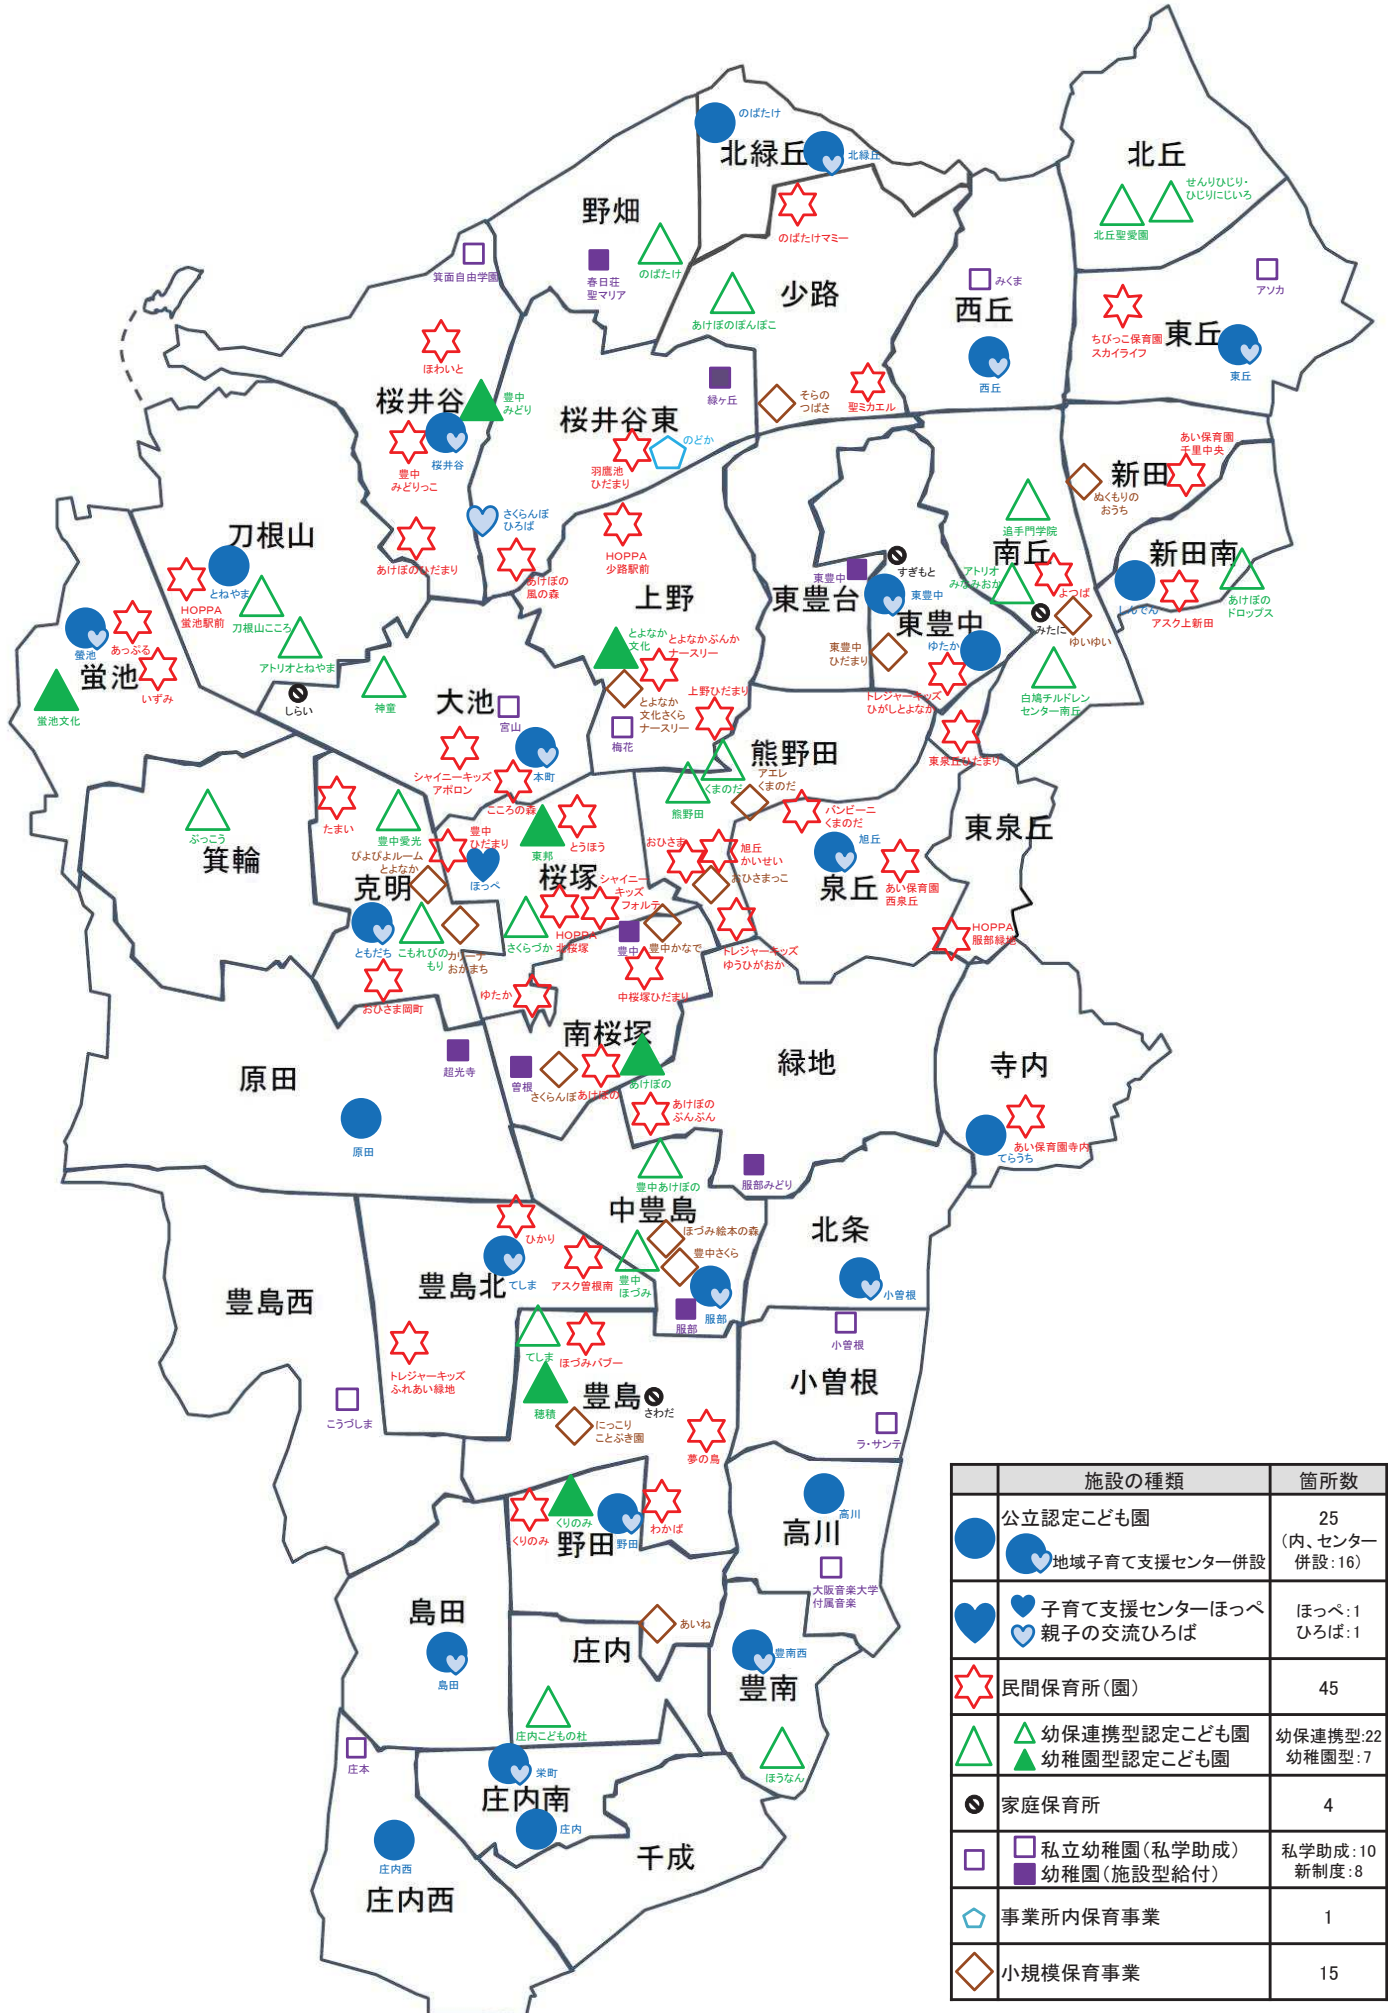 のばたけ
北緑丘
北緑丘
北丘
せんりひじり・
ひじりにじいろ
北丘聖愛園
野畑
のばたけマミー
箕面自由学園
春日荘
聖マリア
のばたけ
少路
あけぼのぽんぽこ
みくま
西丘
西丘
アソカ
ちびっこ保育園
スカイライフ
東丘
東丘
ほわいと
桜井谷
豊中
みどり
桜井谷
豊中
みどりっこ
緑ヶ丘
桜井谷東
のどか
羽鷹池
ひだまり
そらの
つばさ
聖ミカエル
あい保育園
千里中央
新田
ぬくもりの
おうち
さくらんぼ
ひろば
あけぼのひだまり
あけぼの
風の森
HOPPA
少路駅前
追手門学院
南丘
新田南
刀根山
とねやま
HOPPA
蛍池駅前
刀根山こころ
アトリオとねやま
あっぷる
蛍池
蛍池
いずみ
蛍池文化
しらい
神童
上野
とよなか
文化
とよなかぶんか
ナースリー
とよなか
文化さくら
ナースリー
梅花
上野ひだまり
東豊台
東豊中
すぎもと
東豊中
東豊中
東豊中
ひだまり
ゆたか
トレジャーキッズ
ひがしとよなか
アトリオ
みなみおか
よつば
みたに
ゆいゆい
白鳩チルドレン
センター南丘
しんでん
アスク上新田
あけぼの
ドロップス
大池
宮山
本町
シャイニーキッズ
アポロン
こころの森
熊野田
くまのだ
熊野田
アエレ
くまのだ
バンビーニ
くまのだ
東泉丘ひだまり
東泉丘
ぶっこう
箕輪
たまい
豊中愛光
ぴよぴよルーム
とよなか
克明
豊中
ひだまり
ほっぺ
東邦
とうほう
桜塚
シャイニー
キッズ
フォルテ
おひさま
旭丘
かいせい
おひさまっこ
旭丘
泉丘
あい保育園
西泉丘
ともだち
こもれびの
もり
カリーナ
おかまち
さくらづか
HOPPA
北桜塚
豊中
豊中かなで
トレジャーキッズ
ゆうひがおか
HOPPA
服部緑地
おひさま岡町
ゆたか
中桜塚ひだまり
南桜塚
緑地
寺内
原田
超光寺
曽根
さくらんぼ
あけぼの
あけぼの
あけぼの
ぶんぶん
原田
あい保育園寺内
てらうち
豊中あけぼの
服部みどり
中豊島
北条
ほづみ絵本の森
豊中さくら
豊中
ほづみ
服部
服部
小曽根
ひかり
てしま
アスク曽根南
豊島北
豊島西
トレジャーキッズ
ふれあい緑地
こうづしま
てしま
ほづみバブー
穂積
豊島
さわだ
にっこり
ことぶき園
夢の鳥
小曽根
小曽根
ラ・サンテ
くりのみ
くりのみ
野田
野田
わかば
高川
高川
大阪音楽大学
付属音楽
島田
島田
庄内
あいね
庄内こどもの杜
豊南西
豊南
ほうなん
庄本
栄町
庄内南
庄内
庄内西
庄内西
千成
施設の種類 箇所数
公立認定こども園 25
地域子育て支援センター併設 (内、センター
併設:16)
子育て支援センターほっぺ ほっぺ:1
親子の交流ひろば ひろば:1
民間保育所(園) 45
幼保連携型認定こども園 幼保連携型:22
幼稚園型認定こども園 幼稚園型:7
家庭保育所 4
私立幼稚園(私学助成) 私学助成:10
幼稚園(施設型給付) 新制度:8
事業所内保育事業 1
小規模保育事業 15